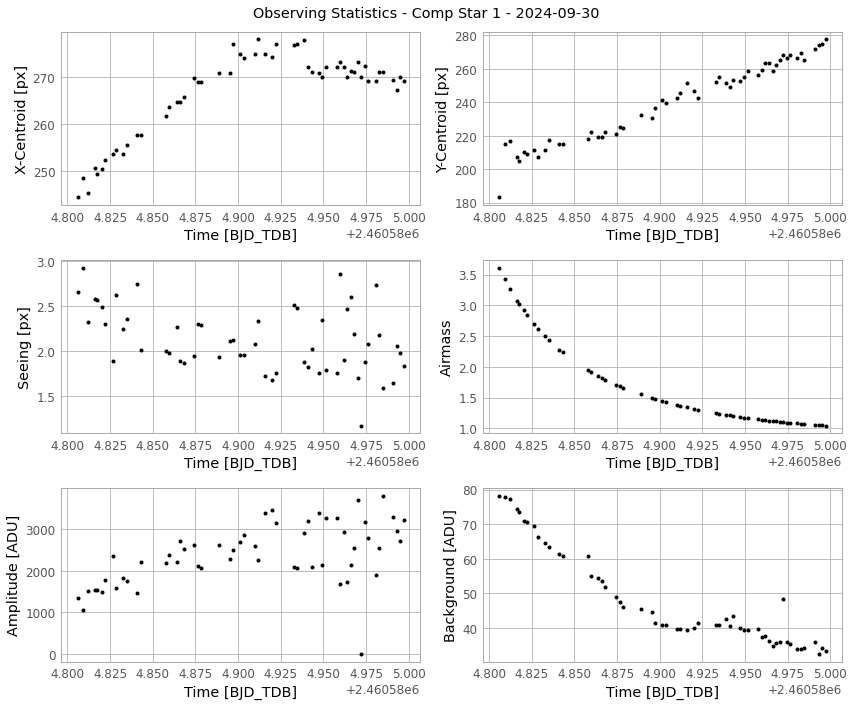 Observing Statistics - Comp Star 1 - 2024-09-30
X-Centroid [px]
270
260
250
4.800 4.825 4.850 4.875 4.900 4.925 4.950 4.975 5.000
Time [BJD_TDB]
+2.46058e6
Y-Centroid [px]
280
260
240
220
200
180
4.800 4.825 4.850 4.875 4.900 4.925 4.950 4.975 5.000
Time [BJD_TDB]
+2.46058e6
Seeing [px]
3.0
2.5
2.0
1.5
4.800 4.825 4.850 4.875 4.900 4.925 4.950 4.975 5.000
Time [BJD_TDB]
+2.46058e6
Airmass
3.5
3.0
2.5
2.0
1.5
1.0
4.800 4.825 4.850 4.875 4.900 4.925 4.950 4.975 5.000
Time [BJD_TDB]
+2.46058e6
Amplitude [ADU]
3000
2000
1000
0
4.800 4.825 4.850 4.875 4.900 4.925 4.950 4.975 5.000
Time [BJD_TDB]
+2.46058e6
Background [ADU]
80
70
60
50
40
4.800 4.825 4.850 4.875 4.900 4.925 4.950 4.975 5.000
Time [BJD_TDB]
+2.46058e6